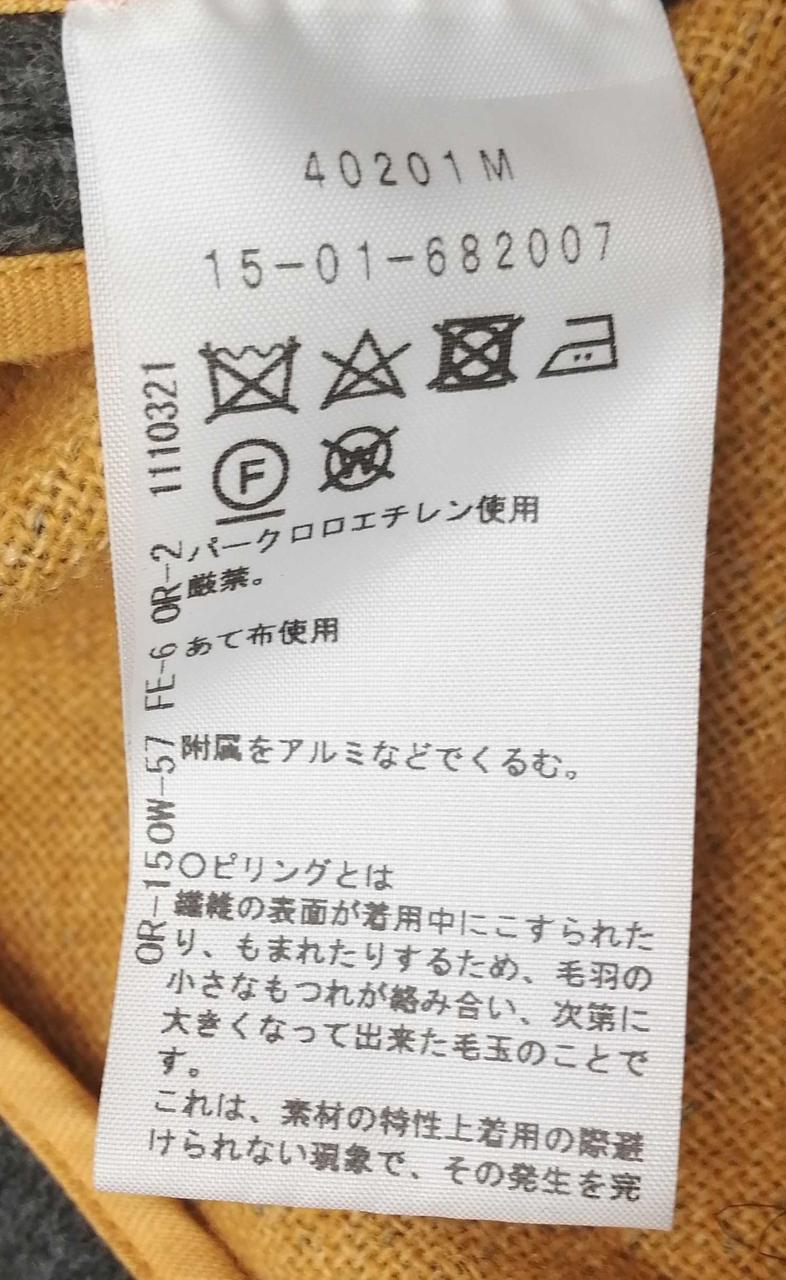 40201M
15-01-682007
F
W
パークロロエチレン使用
厳禁。
あて布使用
附属をアルミなどでくるむ。
○ピリングとは
繊維の表面が着用中にこすられた
り、もまれたりするため、毛羽の
小さなもつれが絡み合い、次第に
大きくなって出来た毛玉のことで
す。
これは、素材の特性上着用の際避
けられない現象で、その発生を完
OR-15OW-57 FE-6 OR-2 1110321